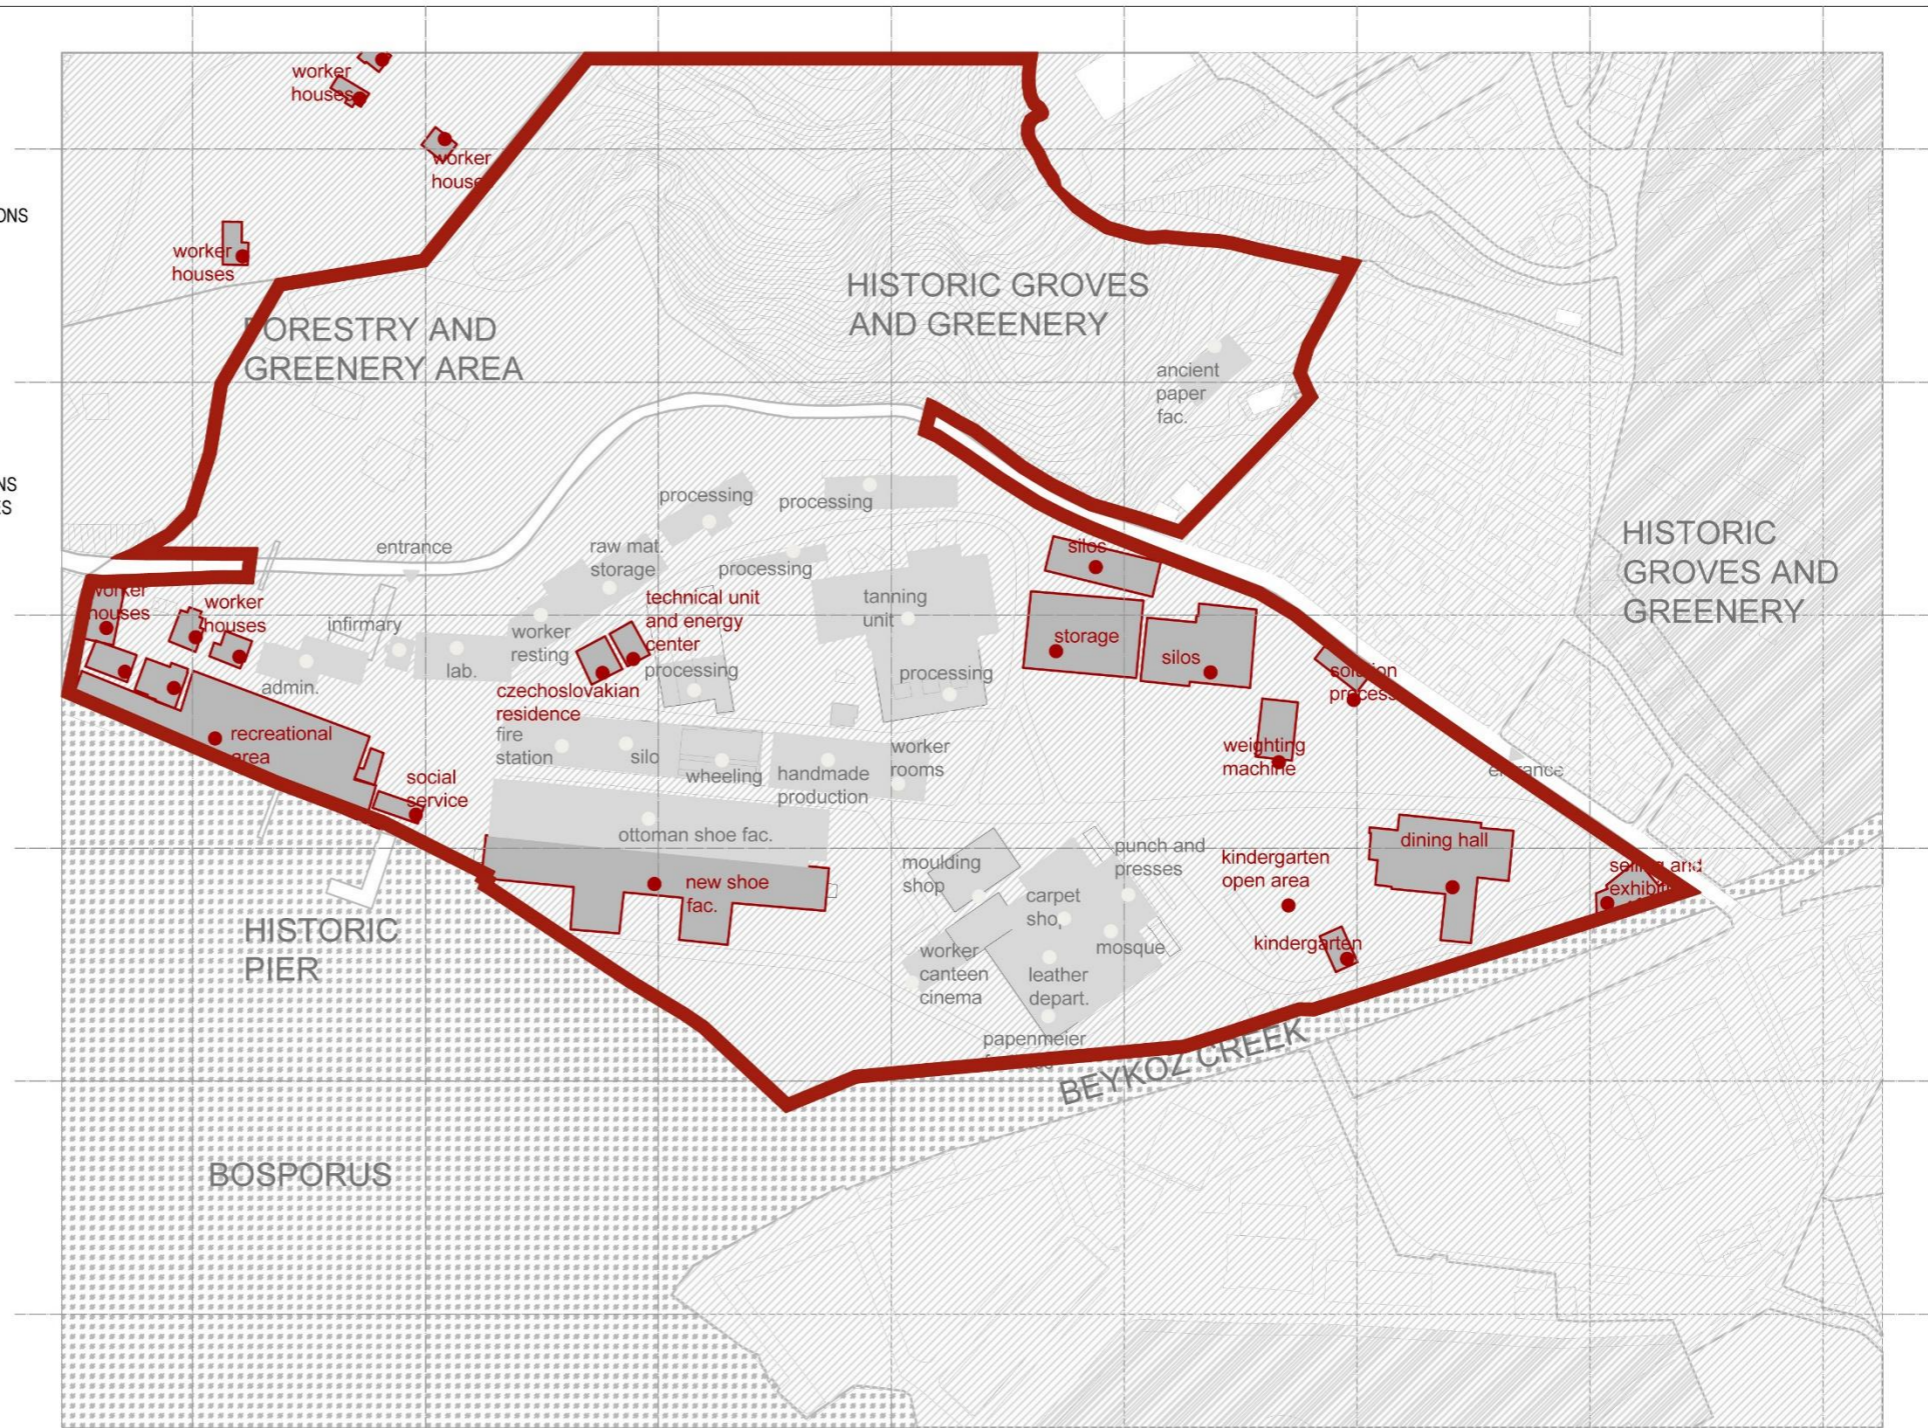 worker
houses
worker
ONS
worker
houses
HISTORIC GROVES
AND GREENERY
FORESTRY AND
GREENERY AREA
ancient
paper
fac.
ES
processing
processing
HISTORIC
GROVES AND
GREENERY
entrance
raw mat.
storage
processing
silos
worker
houses
worker
houses
infirmary
technical unit
and energy
center
tanning
unit
worker
resting
storage
silos
lab.
admin.
processing
processing
solution
process
czechoslovakian
residence
recreational
area
fire
station
silo
wheeling
handmade
production
worker
rooms
weighting
machine
entrance
social
service
ottoman shoe fac.
dining hall
moulding
shop
punch and
presses
kindergarten
open area
new shoe
fac.
carpet
and
HISTORIC
PIER
worker
canteen
cinema
mosque
kindergarten
leather
depart.
papenmeier
BEYKOZ CREEK
BOSPORUS